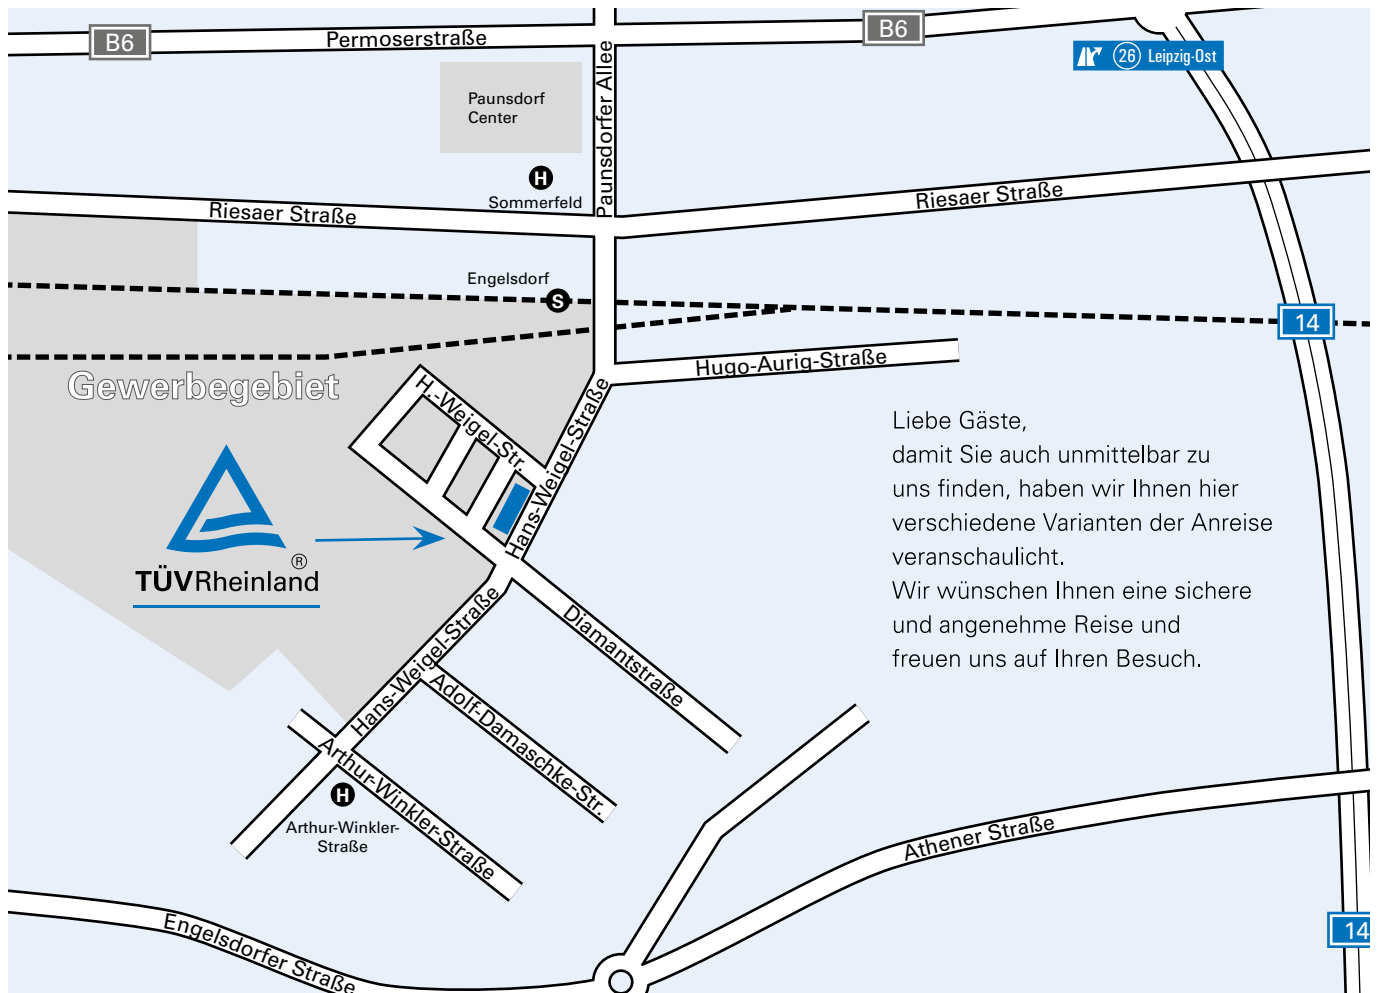 B6
Permoserstraße
B6
26 Leipzig-Ost
Paunsdorfer Allee
Paunsdorf
Center
H
Sommerfeld
Riesaer Straße
Riesaer Straße
Engelsdorf
S
14
Hugo-Aurig-Straße
Gewerbegebiet
H.-Weigel-Str.
Hans-Weigel-Straße
Liebe Gäste,
damit Sie auch unmittelbar zu
uns finden, haben wir Ihnen hier
verschiedene Varianten der Anreise
veranschaulicht.
Wir wünschen Ihnen eine sichere
und angenehme Reise und
freuen uns auf Ihren Besuch.
®
TÜVRheinland
Hans-Weigel-Straße
Diamantstraße
Adolf-Damaschke-Str.
Arthur-Winkler-Straße
H
Arthur-Winkler-
Straße
Athener Straße
Engelsdorfer Straße
14